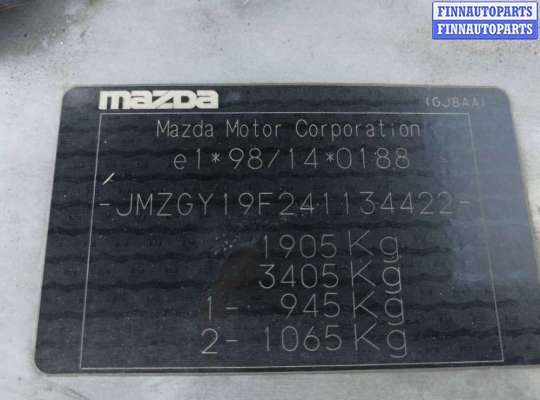 FINNAUTOPARTS
FINNAUTOPARTS
mazda (GJ8AA)
Mazda Motor Corporation
e1*98/14*0188
-JMZGY19F241134422-
1905Kg
3405Kg
1- 945Kg
2- 1065Kg